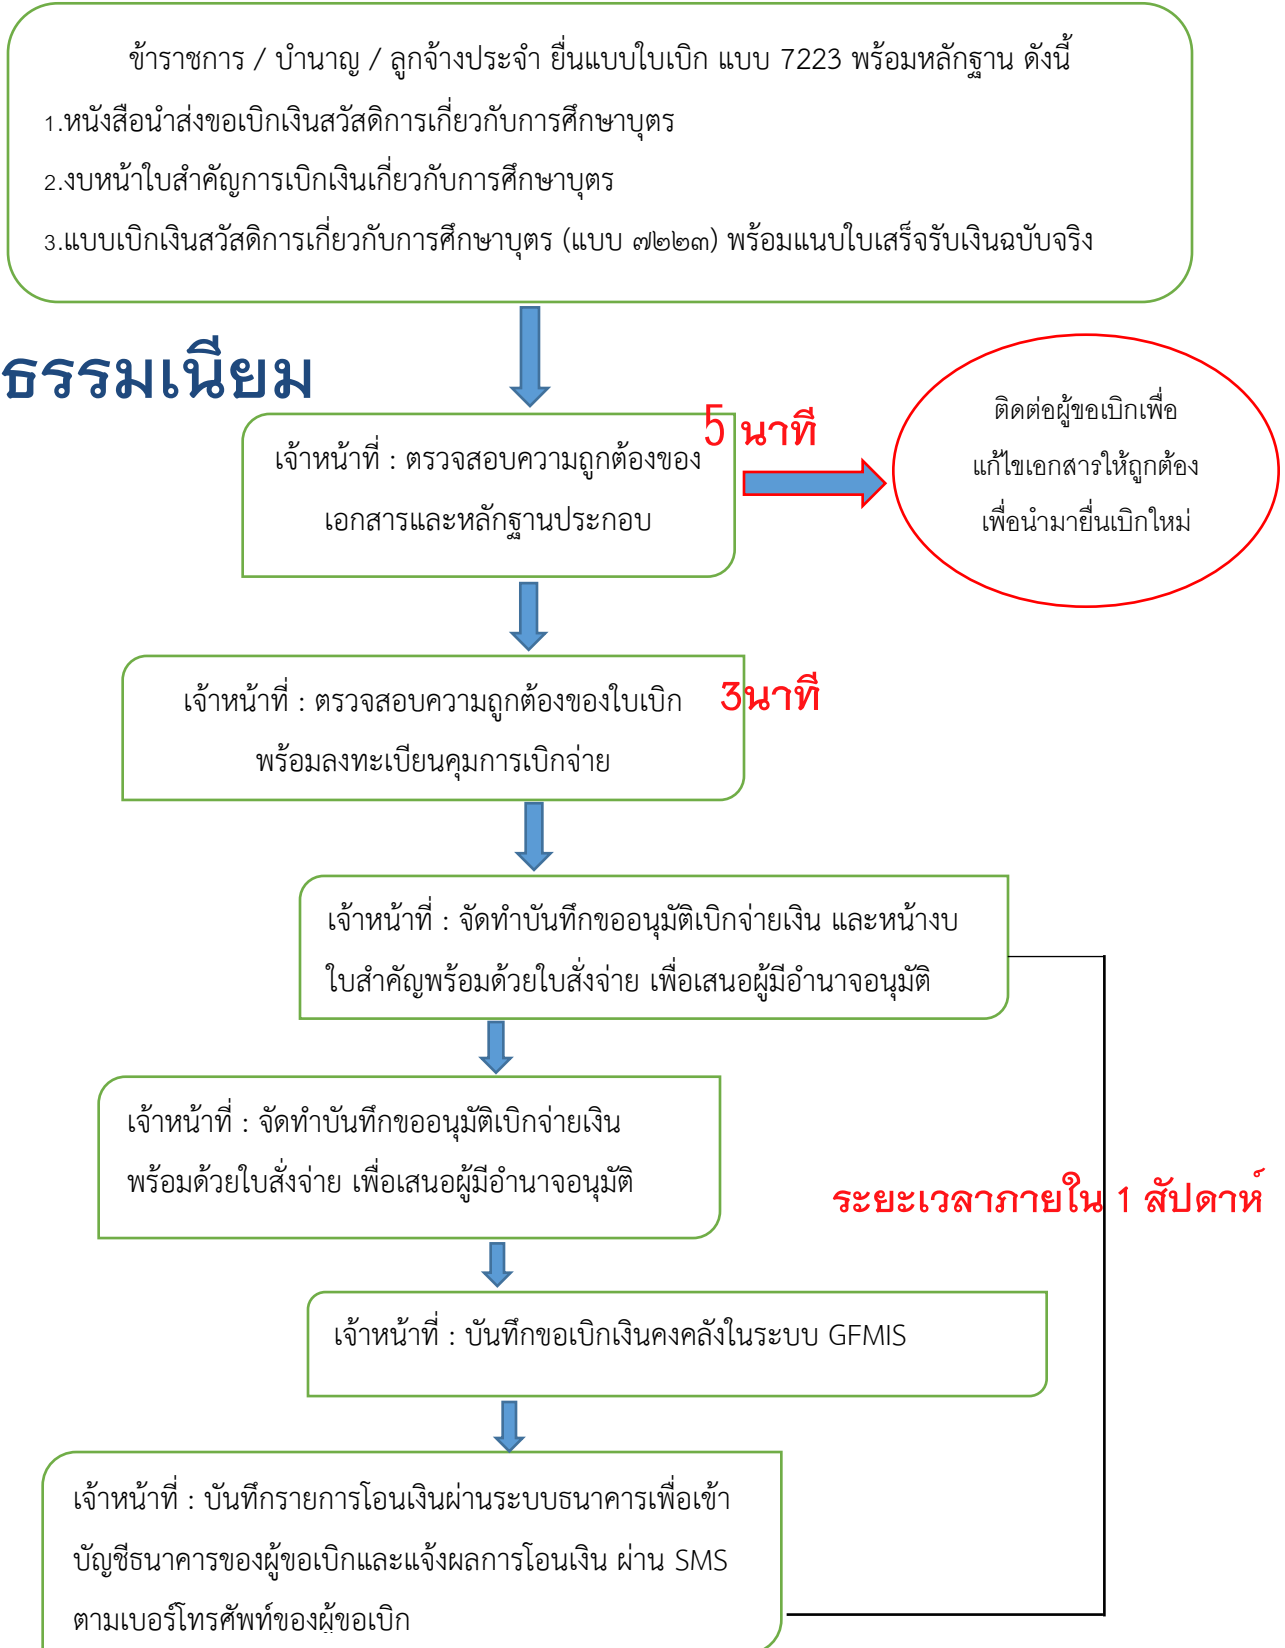 ข้าราชการ / บำนาญ / ลูกจ้างประจำ ยื่นแบบใบเบิก แบบ 7223 พร้อมหลักฐาน ดังนี้
1.หนังสือนำส่งขอเบิกเงินสวัสดิการเกี่ยวกับการศึกษาบุตร
2.งบหน้าใบสำคัญการเบิกเงินเกี่ยวกับการศึกษาบุตร
3.แบบเบิกเงินสวัสดิการเกี่ยวกับการศึกษาบุตร (แบบ ๗๒๒๓) พร้อมแนบใบเสร็จรับเงินฉบับจริง
ธรรมเนียม
5 นาที
เจ้าหน้าที่ : ตรวจสอบความถูกต้องของ
เอกสารและหลักฐานประกอบ
ติดต่อผู้ขอเบิกเพื่อ
แก้ไขเอกสารให้ถูกต้อง
เพื่อนำมายื่นเบิกใหม่
เจ้าหน้าที่ : ตรวจสอบความถูกต้องของใบเบิก
พร้อมลงทะเบียนคุมการเบิกจ่าย
3นาที
เจ้าหน้าที่ : จัดทำบันทึกขออนุมัติเบิกจ่ายเงิน และหน้างบ
ใบสำคัญพร้อมด้วยใบสั่งจ่าย เพื่อเสนอผู้มีอำนาจอนุมัติ
เจ้าหน้าที่ : จัดทำบันทึกขออนุมัติเบิกจ่ายเงิน
พร้อมด้วยใบสั่งจ่าย เพื่อเสนอผู้มีอำนาจอนุมัติ
ระยะเวลาภายใน 1 สัปดาห์
เจ้าหน้าที่ : บันทึกขอเบิกเงินคงคลังในระบบ GFMIS
เจ้าหน้าที่ : บันทึกรายการโอนเงินผ่านระบบธนาคารเพื่อเข้า
บัญชีธนาคารของผู้ขอเบิกและแจ้งผลการโอนเงิน ผ่าน SMS
ตามเบอร์โทรศัพท์ของผู้ขอเบิก